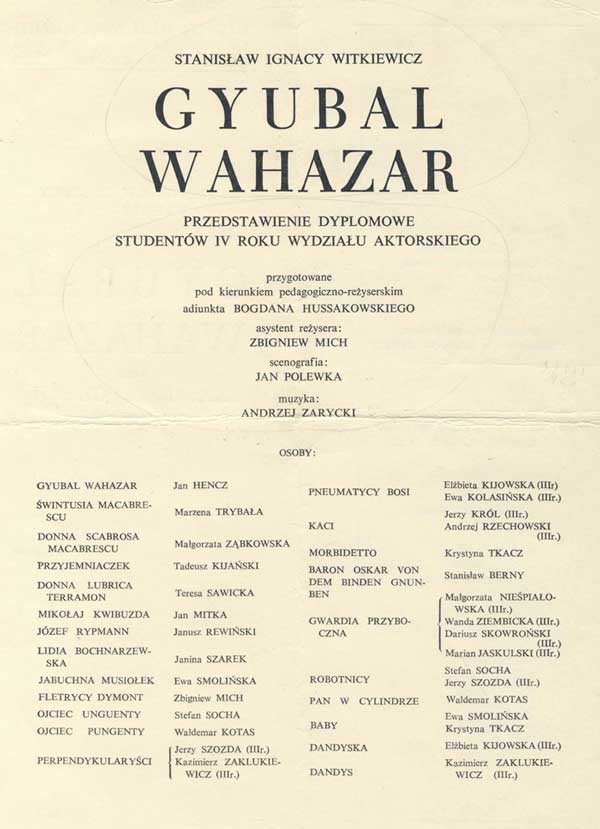 STANISŁAW IGNACY WITKIEWICZ
GYUBAL
WAHAZAR
PRZEDSTAWIENIE DYPLOMOWE
STUDENTÓW IV ROKU WYDZIAŁU AKTORSKIEGO
przygotowane
pod kierunkiem pedagogiczno-reżyserskim
adiunkta BOGDANA HUSSAKOWSKIEGO
asystent reżysera:
ZBIGNIEW MICH
scenografia:
JAN POLEWKA
muzyka:
ANDRZEJ ZARYCKI
OSOBY:
GYUBAL WAHAZAR Jan HENCZ
ŚWINTUSIA MACABRE-
SCU Marzena TRYBAŁA
DONNA SCABROSA
MACABRESCU Małgorzata ZĄBKOWSKA
PRZYJEMNIACZEK Tadeusz KIJAŃSKI
DONNA LUBRICA
TERRAMON Teresa SAWICKA
MIKOŁAJ KWIBUZDA Jan MITKA
JÓZEF RYPMANN Janusz REWIŃSKI
LIDIA BOCHNARZEW-
SKA Janina SZAREK
JABUCHNA MUSIOŁEK Ewa SMOLIŃSKA
FLETRYCY DYMONT Zbigniew MICH
OJCIEC UNGUENTY Stefan SOCHA
OJCIEC PUNGENTY Waldemar KOTAS
PERPENDYKULARYŚCI Jerzy SZOZDA (IIIr.)
Kazimierz ZAKLUKIE-
WICZ (IIIr.)
PNEUMATYCY BOSI Elżbieta KIJOWSKA (IIIr)
Ewa KOLASIŃSKA (IIIr.)
KACI Jerzy KRÓL (IIIr.)
Andrzej RZECHOWSKI
(IIIr.)
MORBIDETTO Krystyna TKACZ
BARON OSKAR VON
DEM BINDEN GNUN-
BEN Stanisław BERNY
GWARDIA PRZYBO-
CZNA Małgorzata NIEŚPIAŁO-
WSKA (IIIr.)
Wanda ZIEMBICKA (IIIr.)
Dariusz SKOWROŃSKI
(IIIr.)
Marian JASKULSKI (IIIr.)
ROBOTNICY Stefan SOCHA
Jerzy SZOZDA (IIIr.)
PAN W CYLINDRZE Waldemar KOTAS
BABY Ewa SMOLIŃSKA
Krystyna TKACZ
DANDYSKA Elżbieta KIJOWSKA (IIIr)
DANDYS Kazimierz ZAKLUKIE-
WICZ (IIIr.)